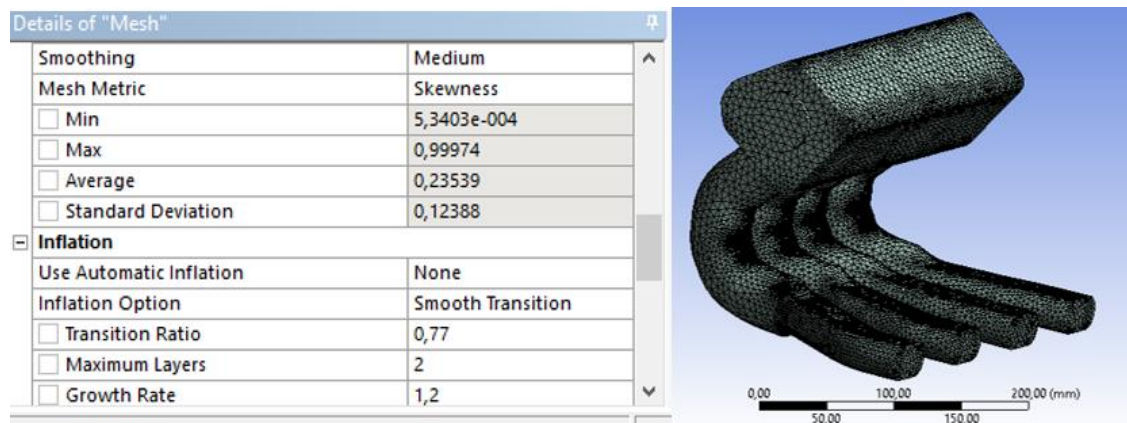 Details of "Mesh"
Smoothing Medium
Mesh Metric Skewness
Min 5,3403e-004
Max 0,99974
Average 0,23539
Standard Deviation 0,12388
Inflation
Use Automatic Inflation None
Inflation Option Smooth Transition
Transition Ratio 0,77
Maximum Layers 2
Growth Rate 1,2
0,00 100,00 200,00 (mm)
50,00 150,00